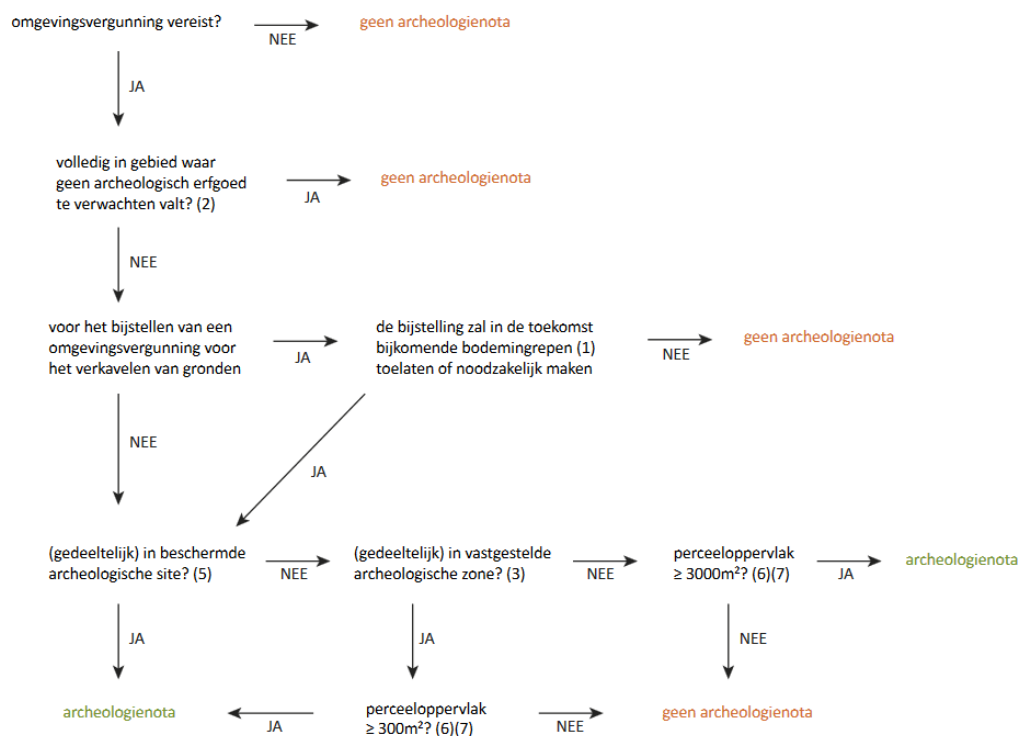 omgevingsvergunning vereist?
NEE
geen archeologienota
JA
volledig in gebied waar
geen archeologisch erfgoed
te verwachten valt? (2)
JA
geen archeologienota
NEE
voor het bijstellen van een
omgevingsvergunning voor
het verkavelen van gronden
JA
de bijstelling zal in de toekomst
bijkomende bodemingrepen (1)
toelaten of noodzakelijk maken
NEE
geen archeologienota
NEE
JA
(gedeeltelijk) in beschermde
archeologische site? (5)
NEE
(gedeeltelijk) in vastgestelde
archeologische zone? (3)
NEE
perceeloppervlak
≥ 3000m²? (6)(7)
JA
archeologienota
JA
JA
NEE
archeologienota
JA
perceeloppervlak
≥ 300m²? (6)(7)
NEE
geen archeologienota